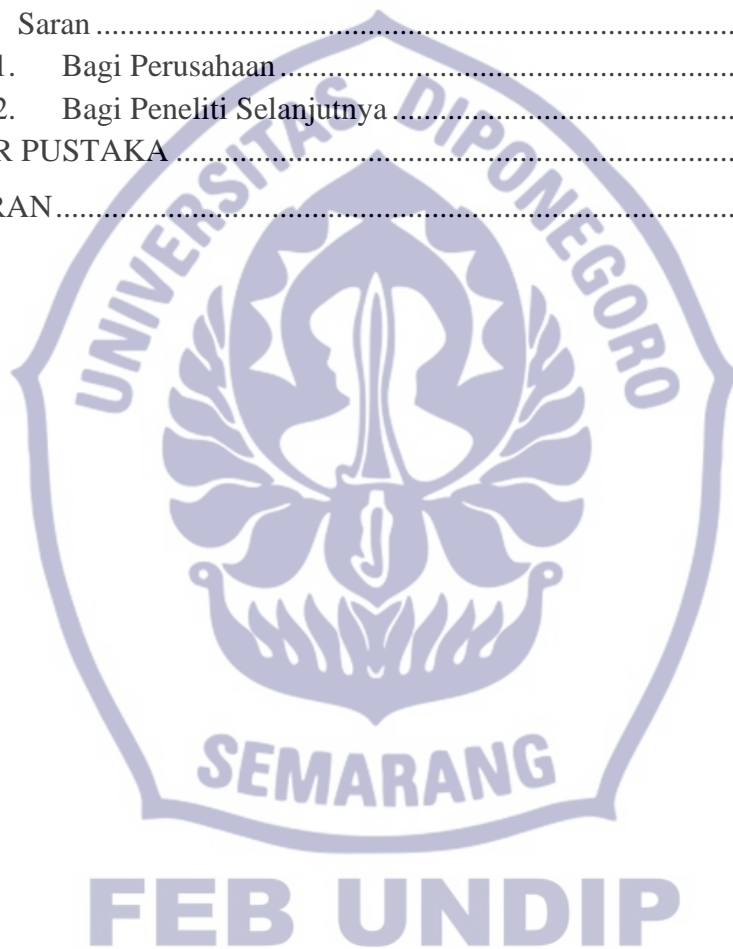 Saran ................................................................................
1. Bagi Perusahaan ................................................................................
2. Bagi Peneliti Selanjutnya ................................................................................
R PUSTAKA ................................................................................
RAN ................................................................................
UNIVERSITAS DIPONEGORO
SEMARANG
FEB UNDIP